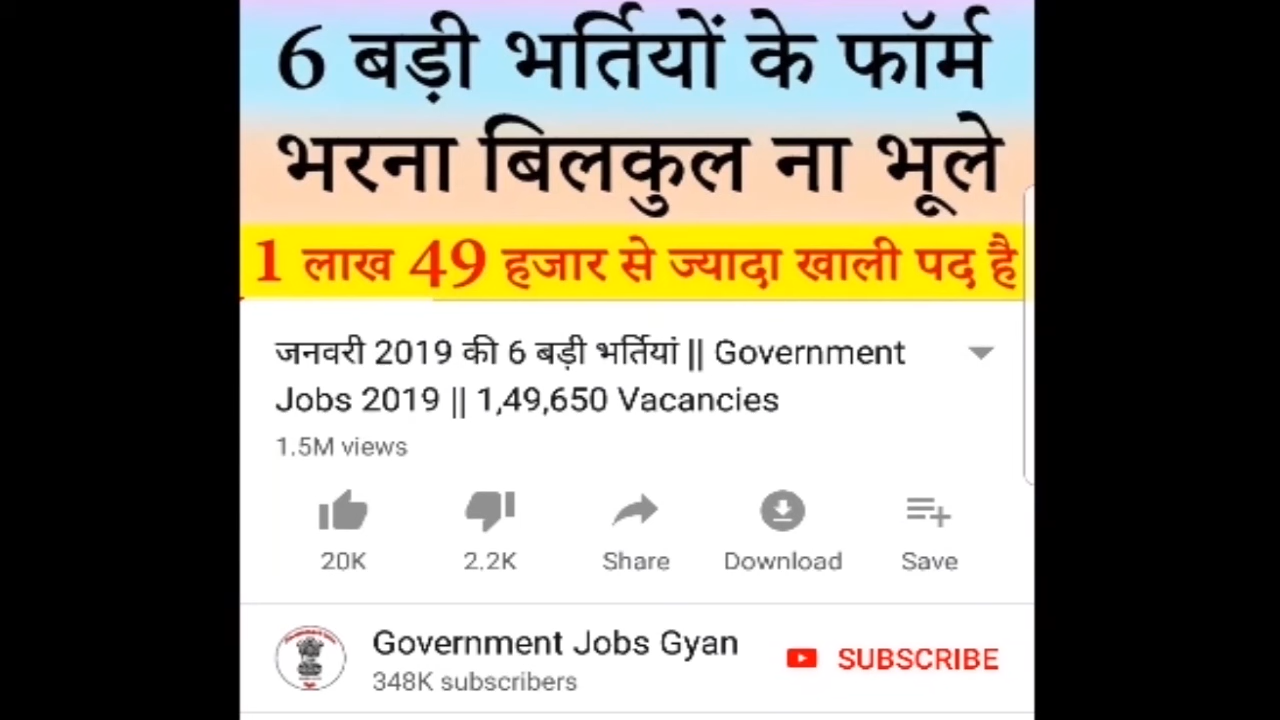 6 बड़ी भर्तियों के फॉर्म
भरना बिलकुल ना भूले
1 लाख 49 हजार से ज्यादा खाली पद है
जनवरी 2019 की 6 बड़ी भर्तियां || Government
Jobs 2019 || 1,49,650 Vacancies
1.5M views
20K 2.2K Share Download Save
Government Jobs Gyan
SUBSCRIBE
348K subscribers